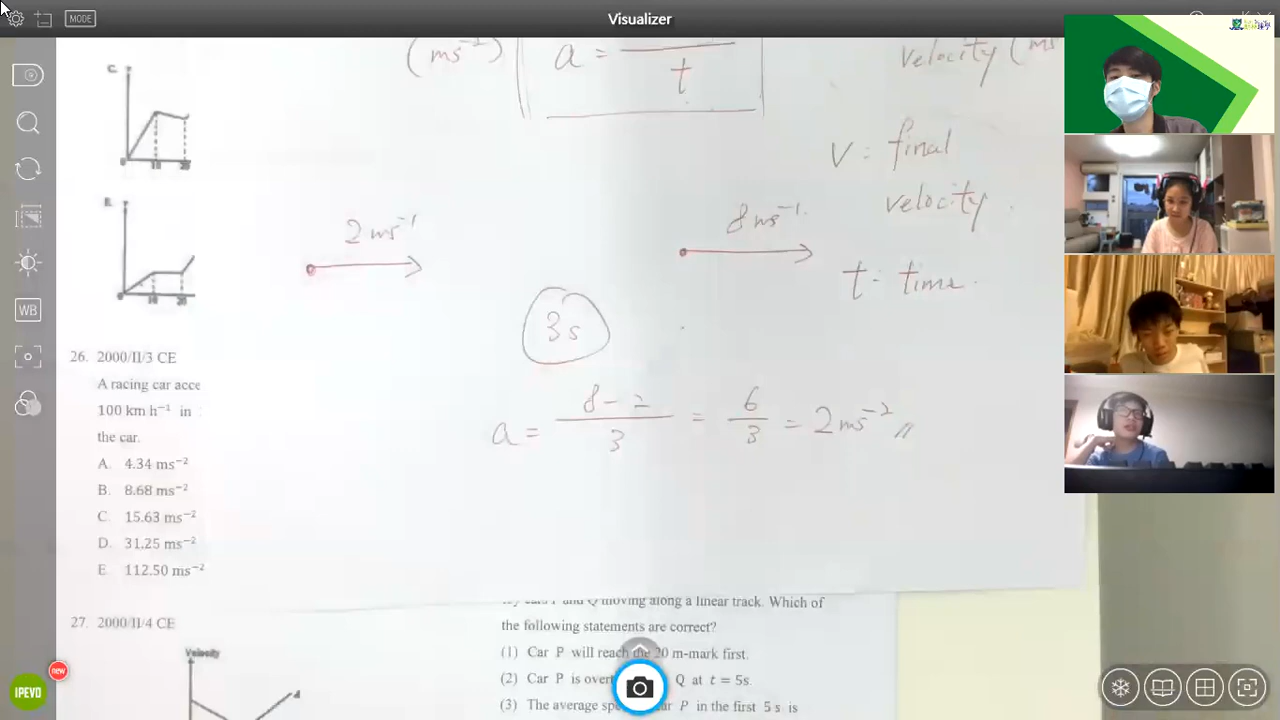 Visualizer
MODE
WB
new
IPEVO
C.
0 10 20
E.
0 10 20
(ms⁻¹)
a = —
t
velocity (ms
v : final
velocity
t = time
2 ms⁻¹
8 ms⁻¹
3s
a = 8 - 2 / 3 = 6 / 3 = 2 ms⁻² //
26. 2000/II/3 CE
A racing car acce
100 km h⁻¹ in
the car.
A. 4.34 ms⁻²
B. 8.68 ms⁻²
C. 15.63 ms⁻²
D. 31.25 ms⁻²
E. 112.50 ms⁻²
27. 2000/II/4 CE
Velocity
and Q moving along a linear track. Which of
the following statements are correct?
(1) Car P will reach the 20 m-mark first.
(2) Car P is Q at t = 5s.
(3) The average P in the first 5 s is